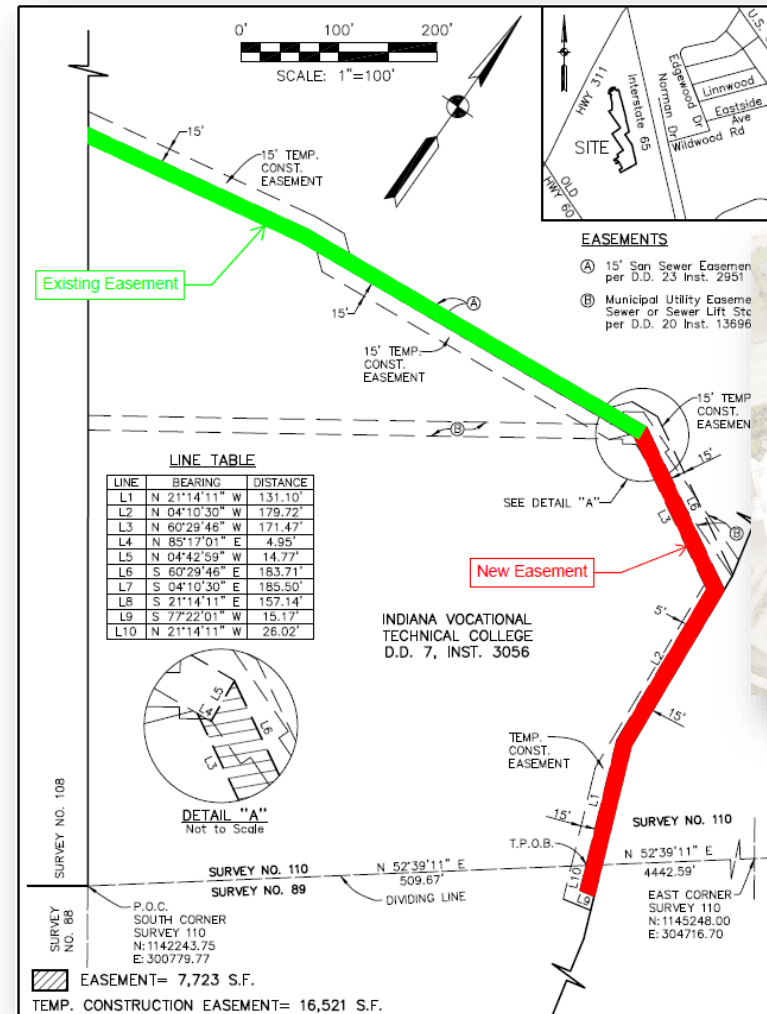 0'
100'
200'
SCALE: 1"=100'
HWY 311
Interstate 65
Edgewood Dr
Norman Dr
Linnwood
Eastside
Ave
Wildwood Rd
U.S.
SITE
OLD
HWY 60
15'
15' TEMP.
CONST.
EASEMENT
Existing Easement
A
15'
15' TEMP.
CONST.
EASEMENT
EASEMENTS
A 15' San Sewer
per D.D. 23 Inst. 2951
B Municipal Utility
Sewer or Sewer Lift
per D.D. 20 Inst. 13696
B
15' TEMP
CONST.
15'
SEE DETAIL "A"
L3
L6
B
LINE TABLE
LINE BEARING DISTANCE
L1 N 21°14'11" W 131.10'
L2 N 04°10'30" W 179.72'
L3 N 60°29'46" W 171.47'
L4 N 85°17'01" E 4.95'
L5 N 04°42'59" W 14.77'
L6 S 60°29'46" E 183.71'
L7 S 04°10'30" E 185.50'
L8 S 21°14'11" E 157.14'
L9 S 77°22'01" W 15.17'
L10 N 21°14'11" W 26.02'
New Easement
INDIANA VOCATIONAL
TECHNICAL COLLEGE
D.D. 7, INST. 3056
5'
L2
15'
L5
L4
L6
L3
DETAIL "A"
Not to Scale
TEMP.
CONST.
EASEMENT
L1
15'
T.P.O.B.
L10
L9
SURVEY NO. 108
SURVEY NO. 110
SURVEY NO. 89
N 52°39'11" E
509.67'
DIVIDING LINE
SURVEY NO. 110
N 52°39'11" E
4442.59'
SURVEY
NO. 88
P.O.C.
SOUTH CORNER
SURVEY 110
N:1142243.75
E: 300779.77
EAST CORNER
SURVEY 110
N:1145248.00
E: 304716.70
EASEMENT= 7,723 S.F.
TEMP. CONSTRUCTION EASEMENT= 16,521 S.F.